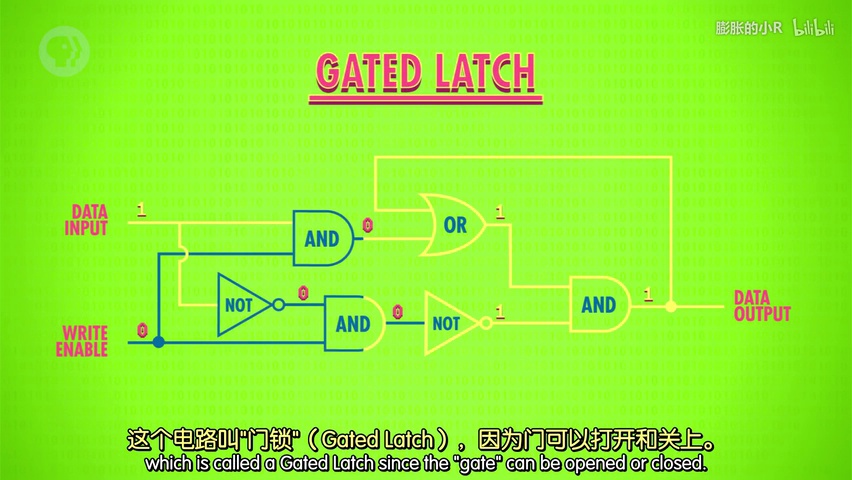 膨胀的小R bilibili
GATED LATCH
DATA
INPUT
1
AND
0
OR
1
NOT
0
AND
0
NOT
1
AND
1
DATA
OUTPUT
WRITE
ENABLE
0
这个电路叫"门锁"（Gated Latch），因为门可以打开和关上。
which is called a Gated Latch since the "gate" can be opened or closed.